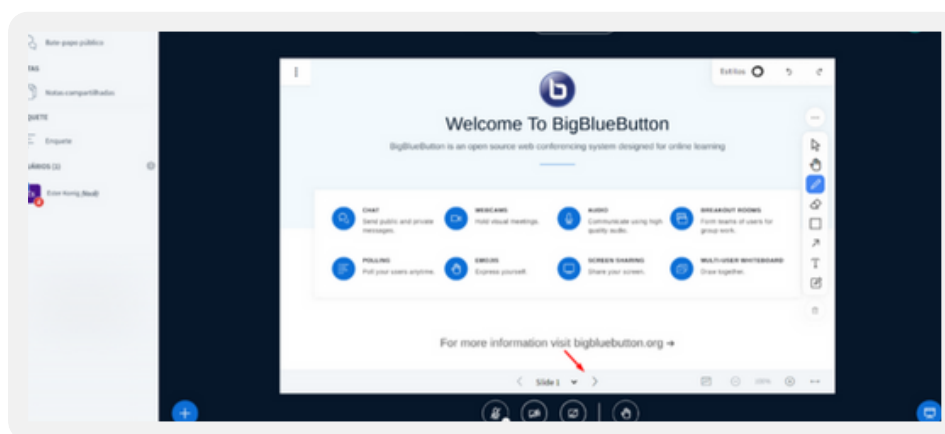 Bate-papo público
Notas compartilhadas
Enquete
Estilos
Welcome To BigBlueButton
BigBlueButton is an open source web conferencing system designed for online learning
CHAT
Send public and private
messages.
WEBCAMS
Hold visual meetings.
AUDIO
Communicate using high
quality audio.
BREAKOUT ROOMS
Form teams of users for
group work.
POLLING
Poll your users anytime.
EMOJIS
Express yourself.
SCREEN SHARING
Share your screen.
MULTI-USER WHITEBOARD
Draw together.
For more information visit bigbluebutton.org →
Slide 1
100%